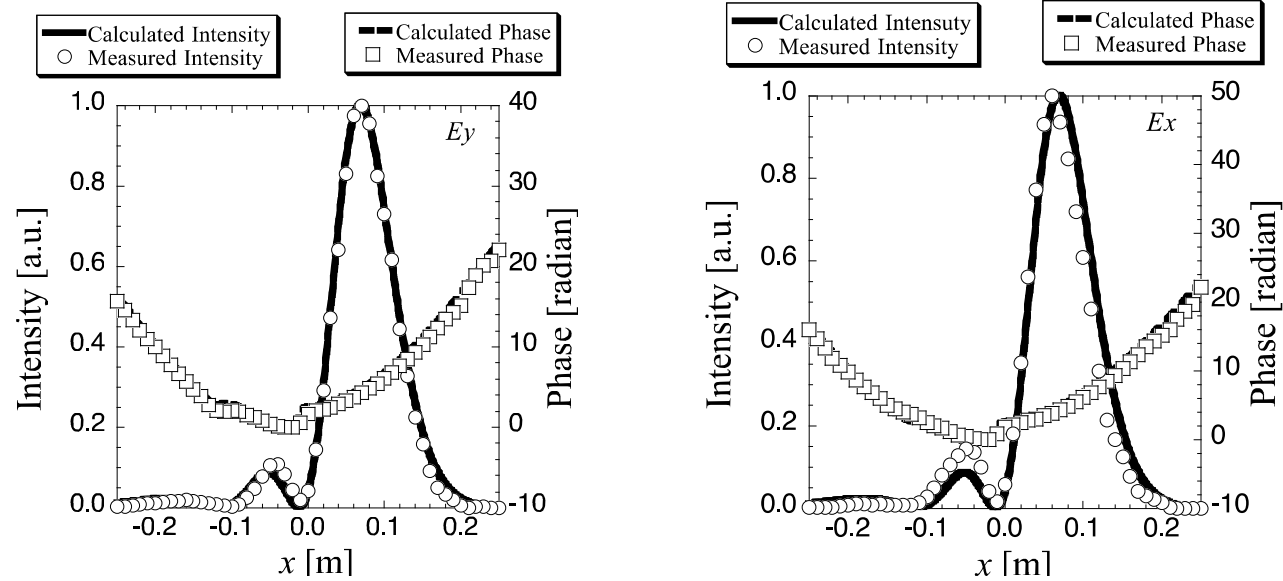 Calculated Intensity
Measured Intensity
Calculated Phase
Measured Phase
1.0
0.8
0.6
0.4
0.2
0.0
Intensity [a.u.]
Ey
40
30
20
10
0
-10
Phase [radian]
-0.2
-0.1
0.0
0.1
0.2
x [m]
Calculated Intensuty
Measured Intensity
Calculated Phase
Measured Phase
1.0
0.8
0.6
0.4
0.2
0.0
Intensity [a.u.]
Ex
50
40
30
20
10
0
-10
Phase [radian]
-0.2
-0.1
0.0
0.1
0.2
x [m]